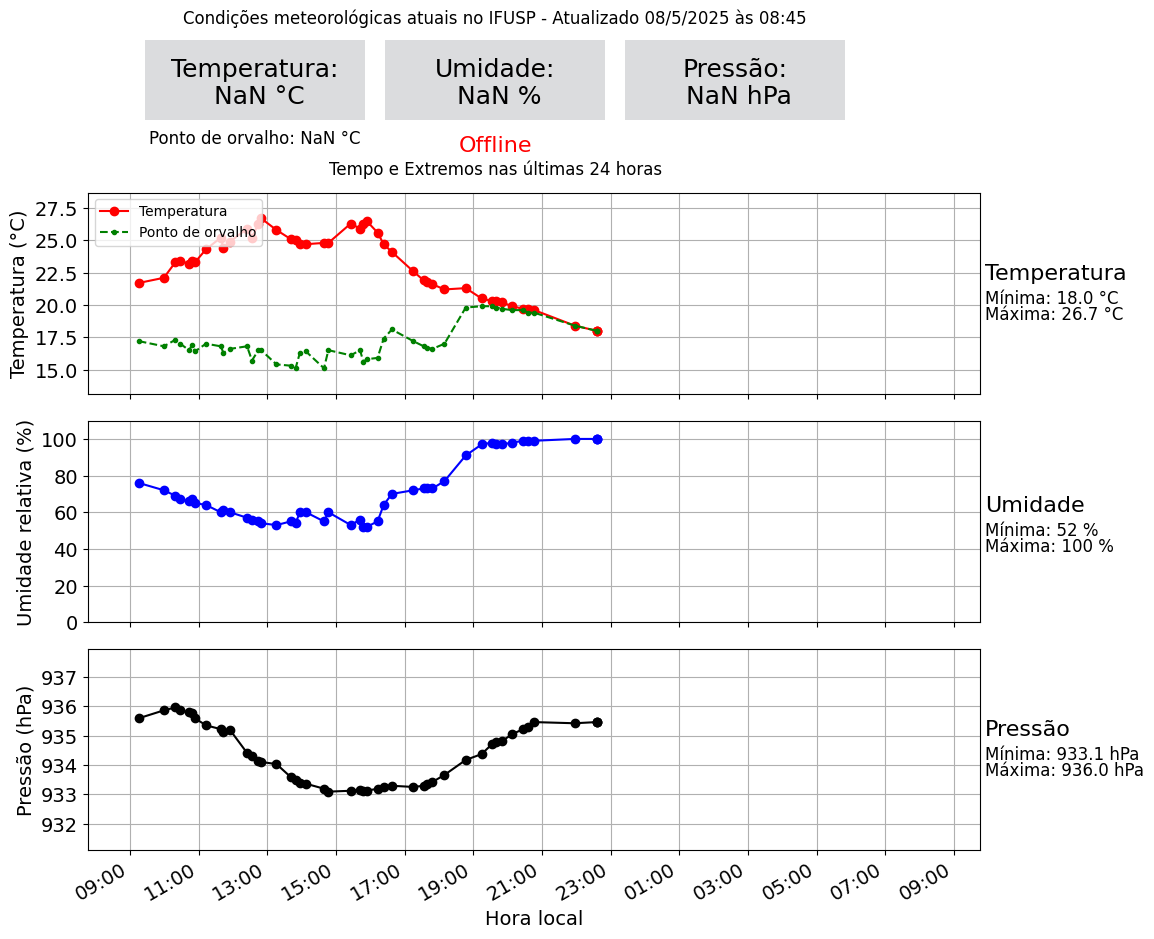 Condições meteorológicas atuais no IFUSP - Atualizado 08/5/2025 às 08:45
Temperatura:
NaN °C
Umidade:
NaN %
Pressão:
NaN hPa
Ponto de orvalho: NaN °C
Offline
Tempo e Extremos nas últimas 24 horas
Temperatura (°C)
27.5
25.0
22.5
20.0
17.5
15.0
Temperatura
Ponto de orvalho
Temperatura
Mínima: 18.0 °C
Máxima: 26.7 °C
Umidade relativa (%)
100
80
60
40
20
0
Umidade
Mínima: 52 %
Máxima: 100 %
Pressão (hPa)
937
936
935
934
933
932
Pressão
Mínima: 933.1 hPa
Máxima: 936.0 hPa
09:00 11:00 13:00 15:00 17:00 19:00 21:00 23:00 01:00 03:00 05:00 07:00 09:00
Hora local